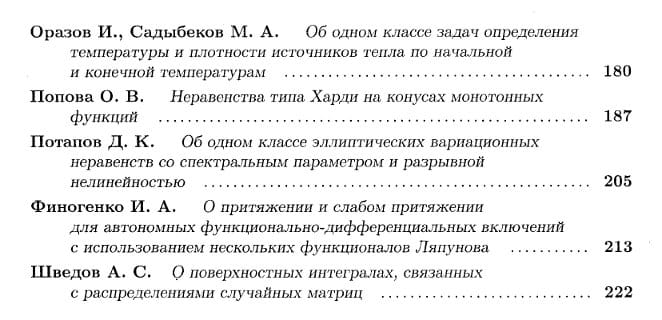 Оразов И., Садыбеков М. А. Об одном классе задач определения
температуры и плотности источников тепла по начальной
и конечной температурам ........................................ 180
Попова О. В. Неравенства типа Харди на конусах монотонных
функций ........................................................ 187
Потапов Д. К. Об одном классе эллиптических вариационных
неравенств со спектральным параметром и разрывной
нелинейностью .................................................. 205
Финогенко И. А. О притяжении и слабом притяжении
для автономных функционально-дифференциальных включений
с использованием нескольких функционалов Ляпунова ........... 213
Шведов А. С. О поверхностных интегралах, связанных
с распределениями случайных матриц ............................ 222